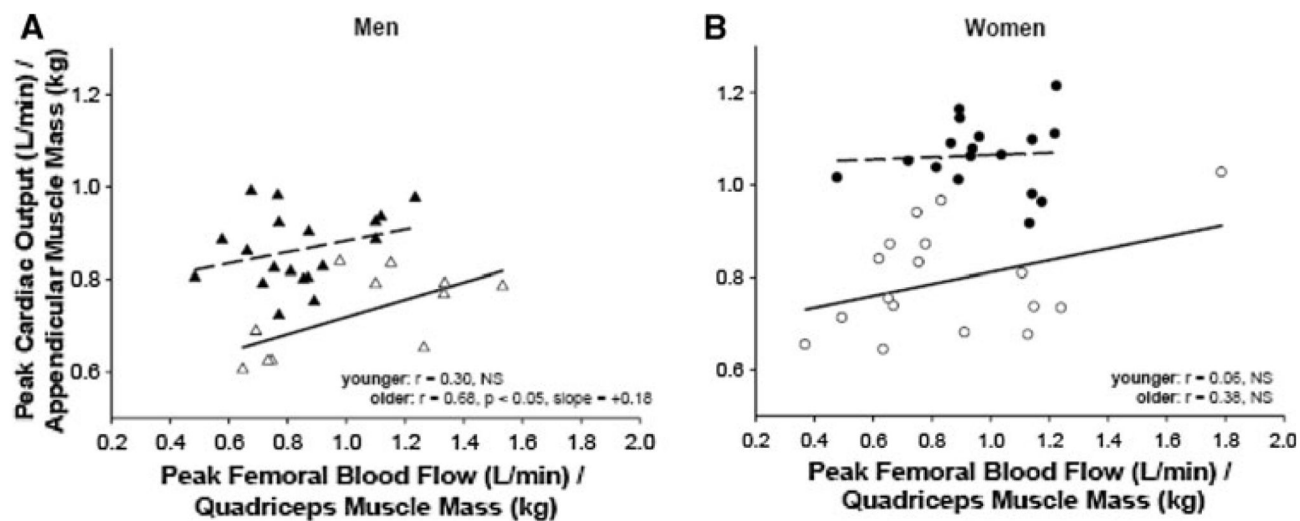 A
Men
Peak Cardiac Output (L/min) /
Appendicular Muscle Mass (kg)
1.2
1.0
0.8
0.6
younger: r = 0.30, NS
older: r = 0.68, p < 0.05, slope = +0.18
0.2 0.4 0.6 0.8 1.0 1.2 1.4 1.6 1.8 2.0
Peak Femoral Blood Flow (L/min) /
Quadriceps Muscle Mass (kg)
B
Women
1.2
1.0
0.8
0.6
younger: r = 0.06, NS
older: r = 0.38, NS
0.2 0.4 0.6 0.8 1.0 1.2 1.4 1.6 1.8 2.0
Peak Femoral Blood Flow (L/min) /
Quadriceps Muscle Mass (kg)